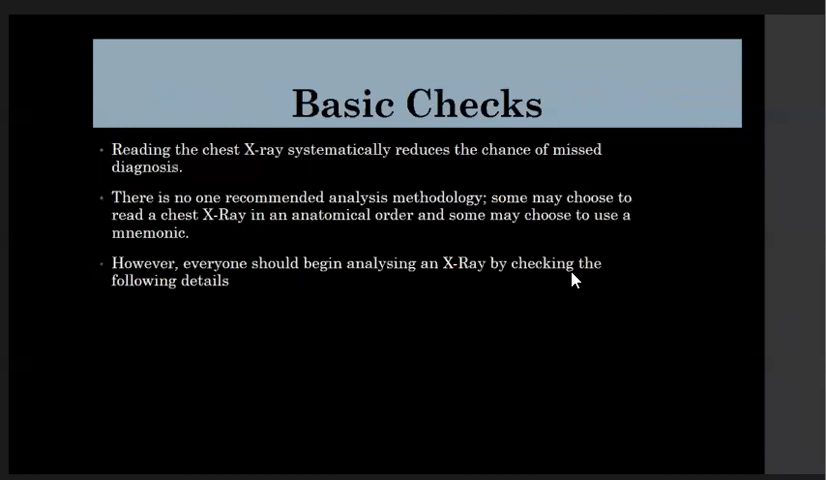 Basic Checks
Reading the chest X-ray systematically reduces the chance of missed
diagnosis.
There is no one recommended analysis methodology; some may choose to
read a chest X-Ray in an anatomical order and some may choose to use a
mnemonic.
However, everyone should begin analysing an X-Ray by checking the
following details